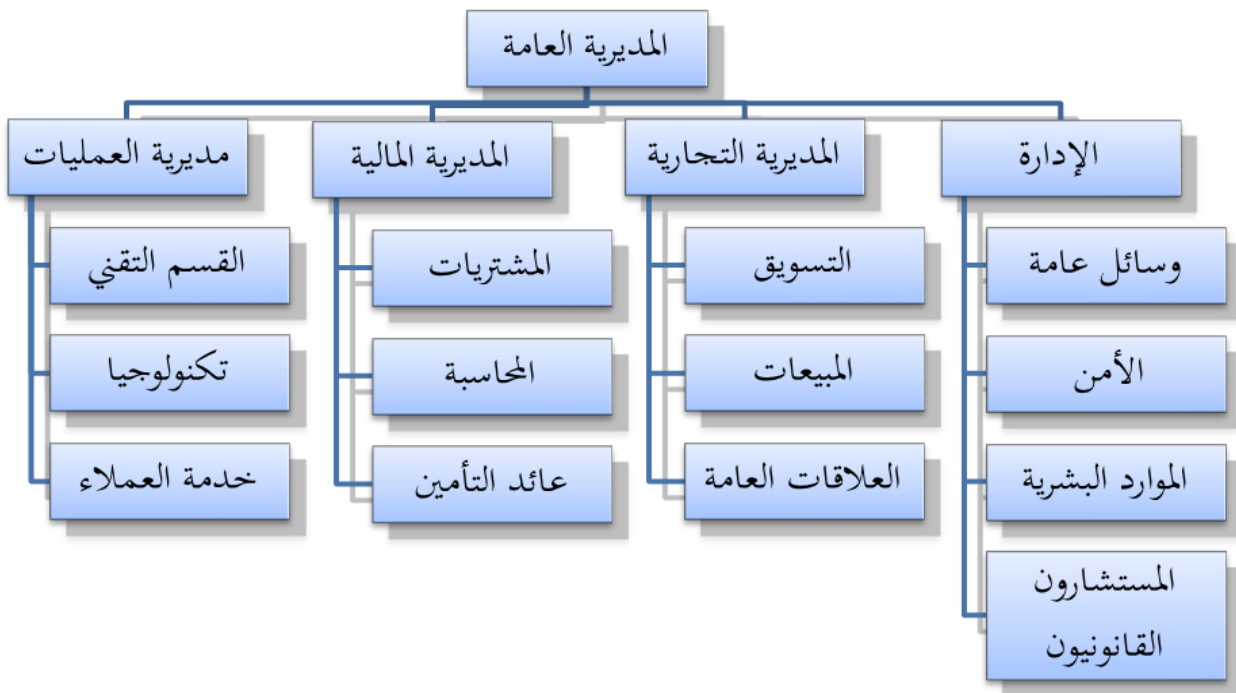 المديرية العامة
الإدارة
المديرية التجارية
المديرية المالية
مديرية العمليات
وسائل عامة
التسويق
المشتريات
القسم التقني
الأمن
المبيعات
المحاسبة
تكنولوجيا
الموارد البشرية
العلاقات العامة
عائد التأمين
خدمة العملاء
المستشارون
القانونيون